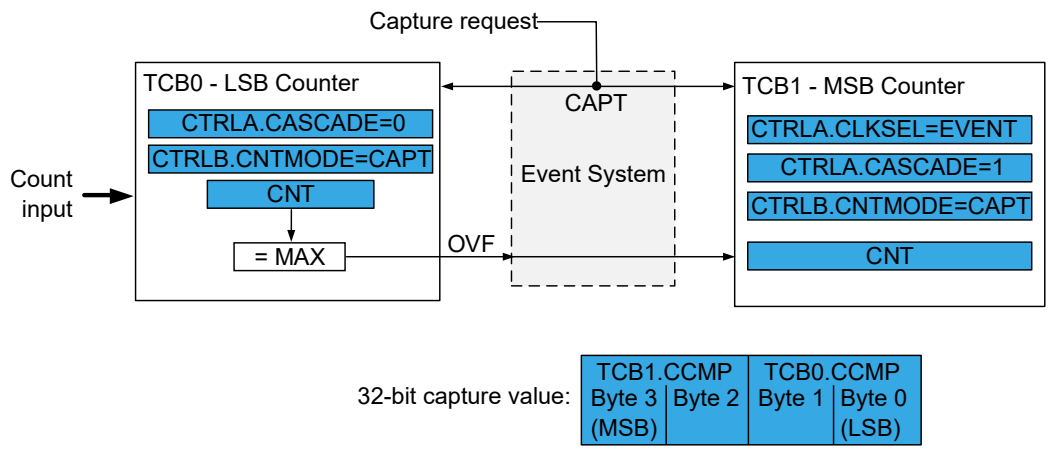 Capture request
TCB0 - LSB Counter
CTRLA.CASCADE=0
CTRLB.CNTMODE=CAPT
CNT
= MAX
Count
input
OVF
CAPT
Event System
TCB1 - MSB Counter
CTRLA.CLKSEL=EVENT
CTRLA.CASCADE=1
CTRLB.CNTMODE=CAPT
CNT
32-bit capture value:
TCB1.CCMP TCB0.CCMP
Byte 3 Byte 2 Byte 1 Byte 0
(MSB) (LSB)